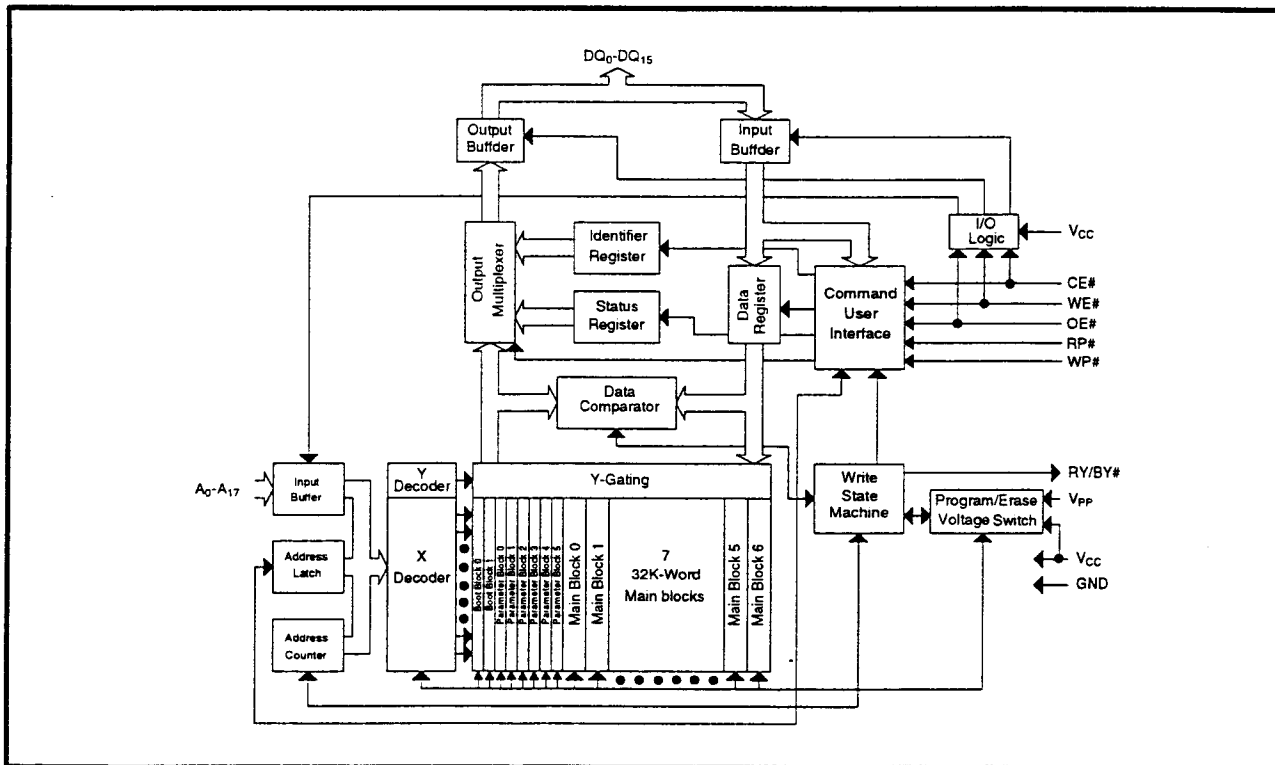 DQ0-DQ15
Output
Buffder
Input
Buffder
I/O
Logic
VCC
Output
Multiplexer
Identifier
Register
Status
Register
Data
Register
Command
User
Interface
CE#
WE#
OE#
RP#
WP#
Data
Comparator
A0-A17
Input
Buffer
Y
Decoder
Y-Gating
Write
State
Machine
RY/BY#
Program/Erase
Voltage Switch
VPP
VCC
GND
Address
Latch
X
Decoder
Boot Block 0
Boot Block 1
Parameter Block 0
Parameter Block 1
Parameter Block 2
Parameter Block 3
Parameter Block 4
Parameter Block 5
Main Block 0
Main Block 1
7
32K-Word
Main blocks
Main Block 5
Main Block 6
Address
Counter